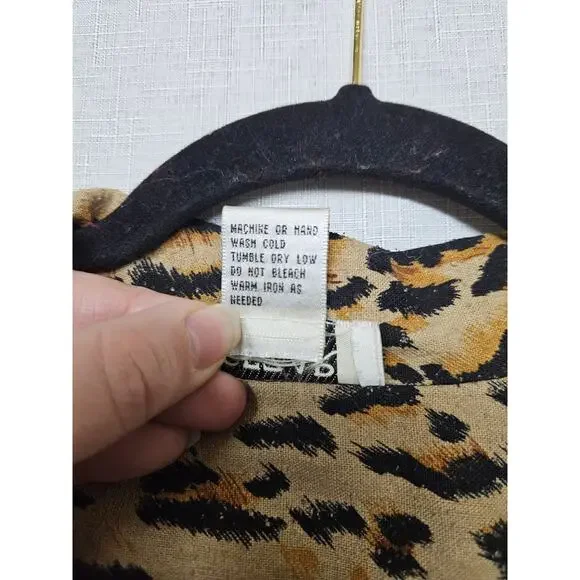 MACHINE OR HAND
WASH COLD
TUMBLE DRY LOW
DO NOT BLEACH
WARM IRON AS
NEEDED